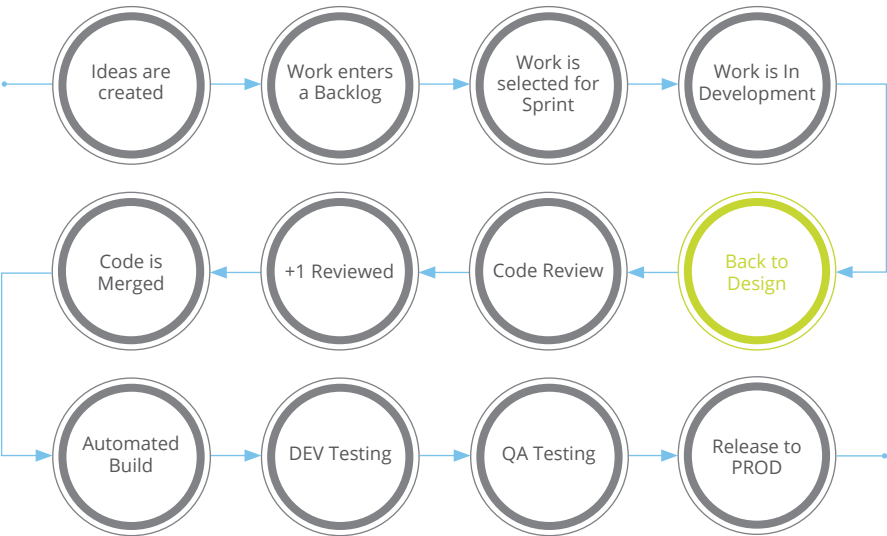 Ideas are
created
Work enters
a Backlog
Work is
selected for
Sprint
Work is In
Development
Back to
Design
Code Review
+1 Reviewed
Code is
Merged
Automated
Build
DEV Testing
QA Testing
Release to
PROD